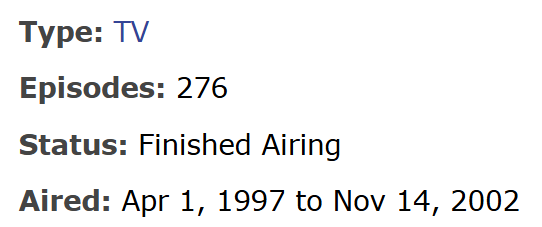 Type: TV
Episodes: 276
Status: Finished Airing
Aired: Apr 1, 1997 to Nov 14, 2002